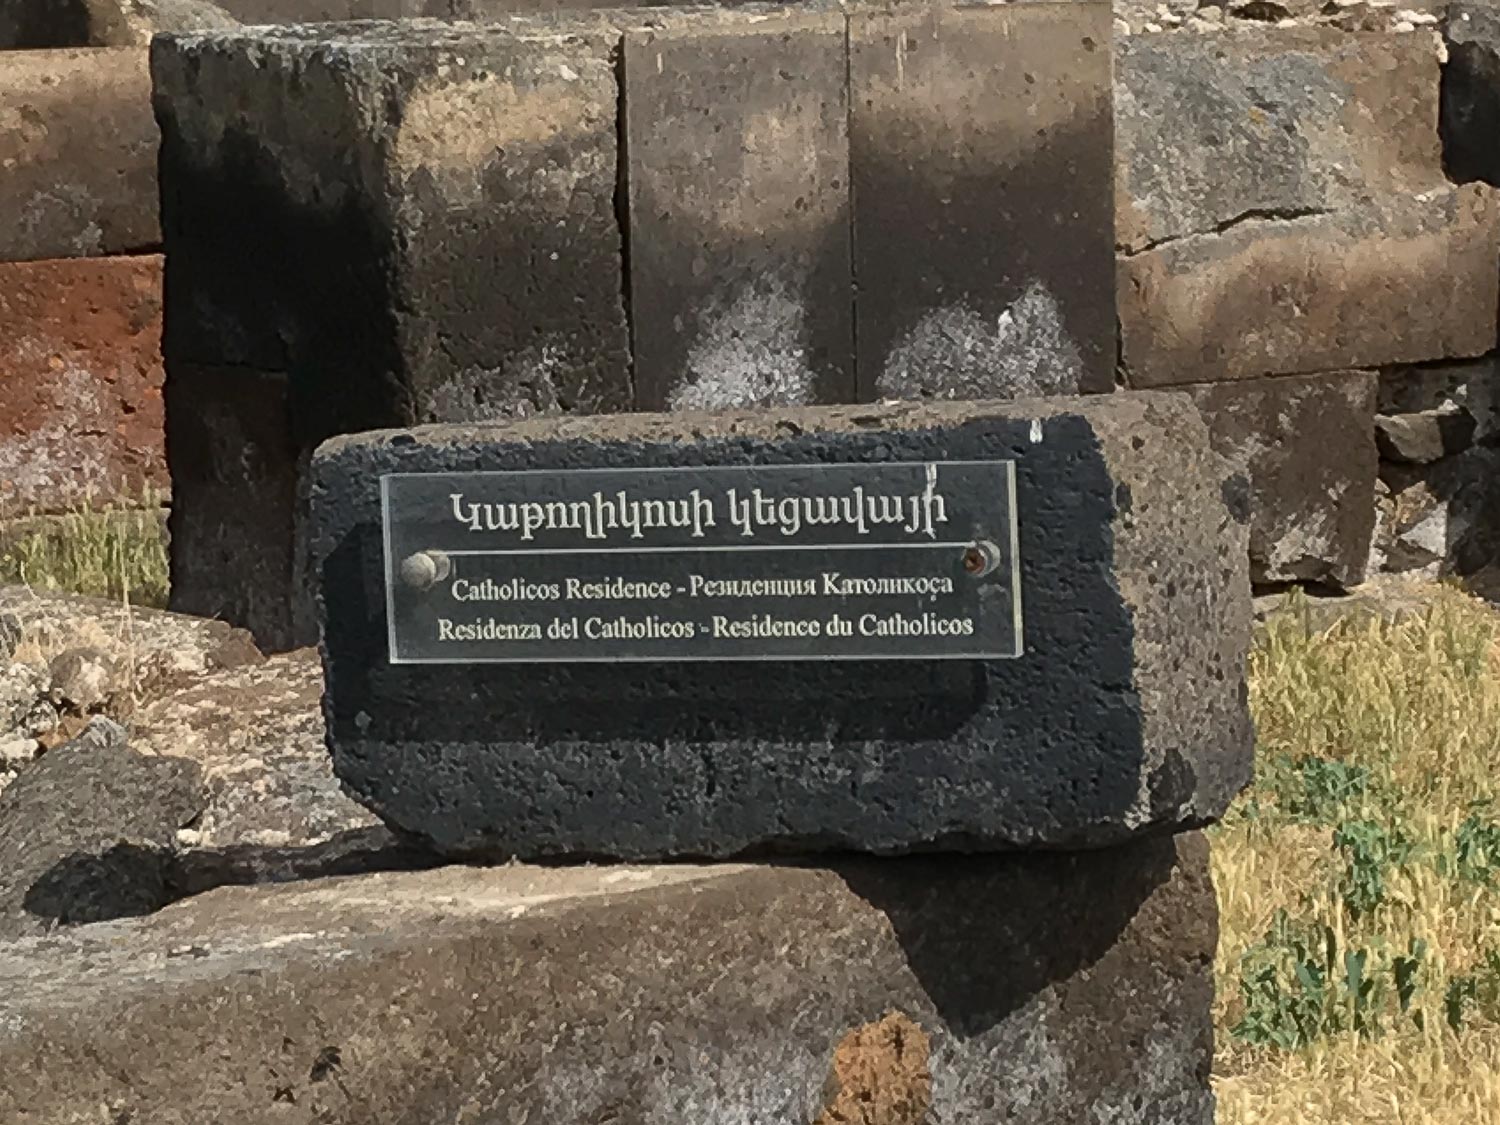 Կաթողիկոսի կեցավայր
Catholicos Residence - Резиденция Католикоса
Residenza del Catholicos - Residence du Catholicos